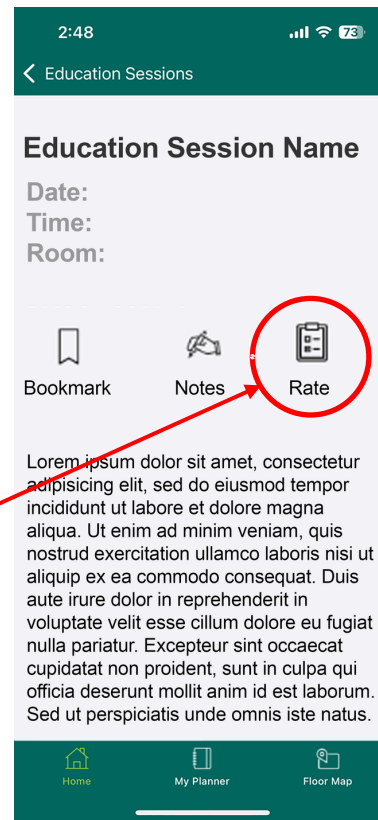 2:48
73
Education Sessions
Education Session Name
Date:
Time:
Room:
Bookmark Notes Rate
Lorem ipsum dolor sit amet, consectetur
adipisicing elit, sed do eiusmod tempor
incididunt ut labore et dolore magna
aliqua. Ut enim ad minim veniam, quis
nostrud exercitation ullamco laboris nisi ut
aliquip ex ea commodo consequat. Duis
aute irure dolor in reprehenderit in
voluptate velit esse cillum dolore eu fugiat
nulla pariatur. Excepteur sint occaecat
cupidatat non proident, sunt in culpa qui
officia deserunt mollit anim id est laborum.
Sed ut perspiciatis unde omnis iste natus.
Home My Planner Floor Map